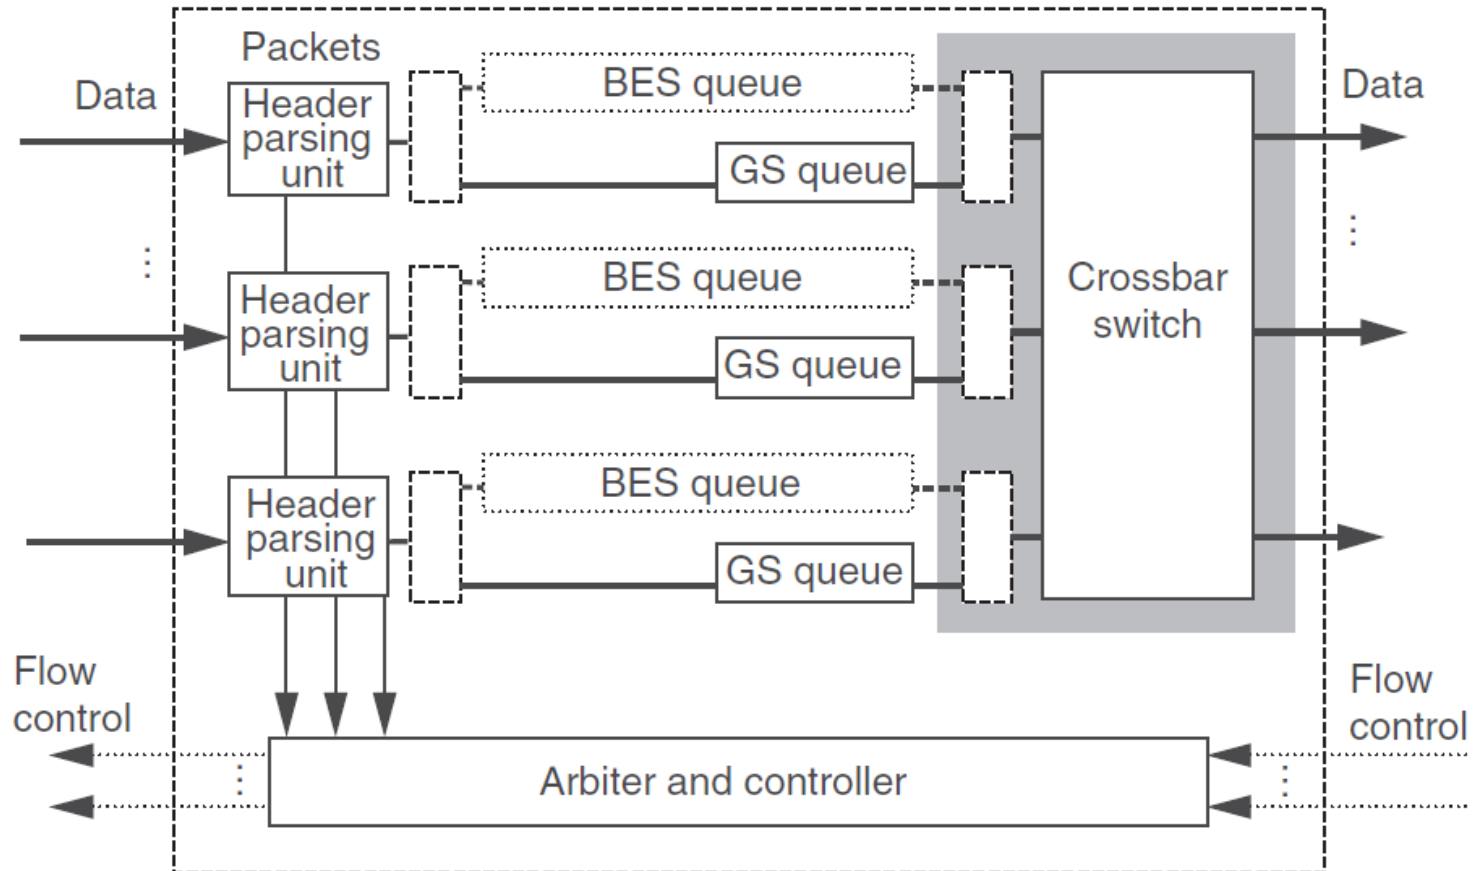 Packets
Data
Header
parsing
unit
BES queue
GS queue
Data
⋮
⋮
Header
parsing
unit
BES queue
GS queue
Crossbar
switch
Header
parsing
unit
BES queue
GS queue
Flow
control
Flow
control
⋮
Arbiter and controller
⋮